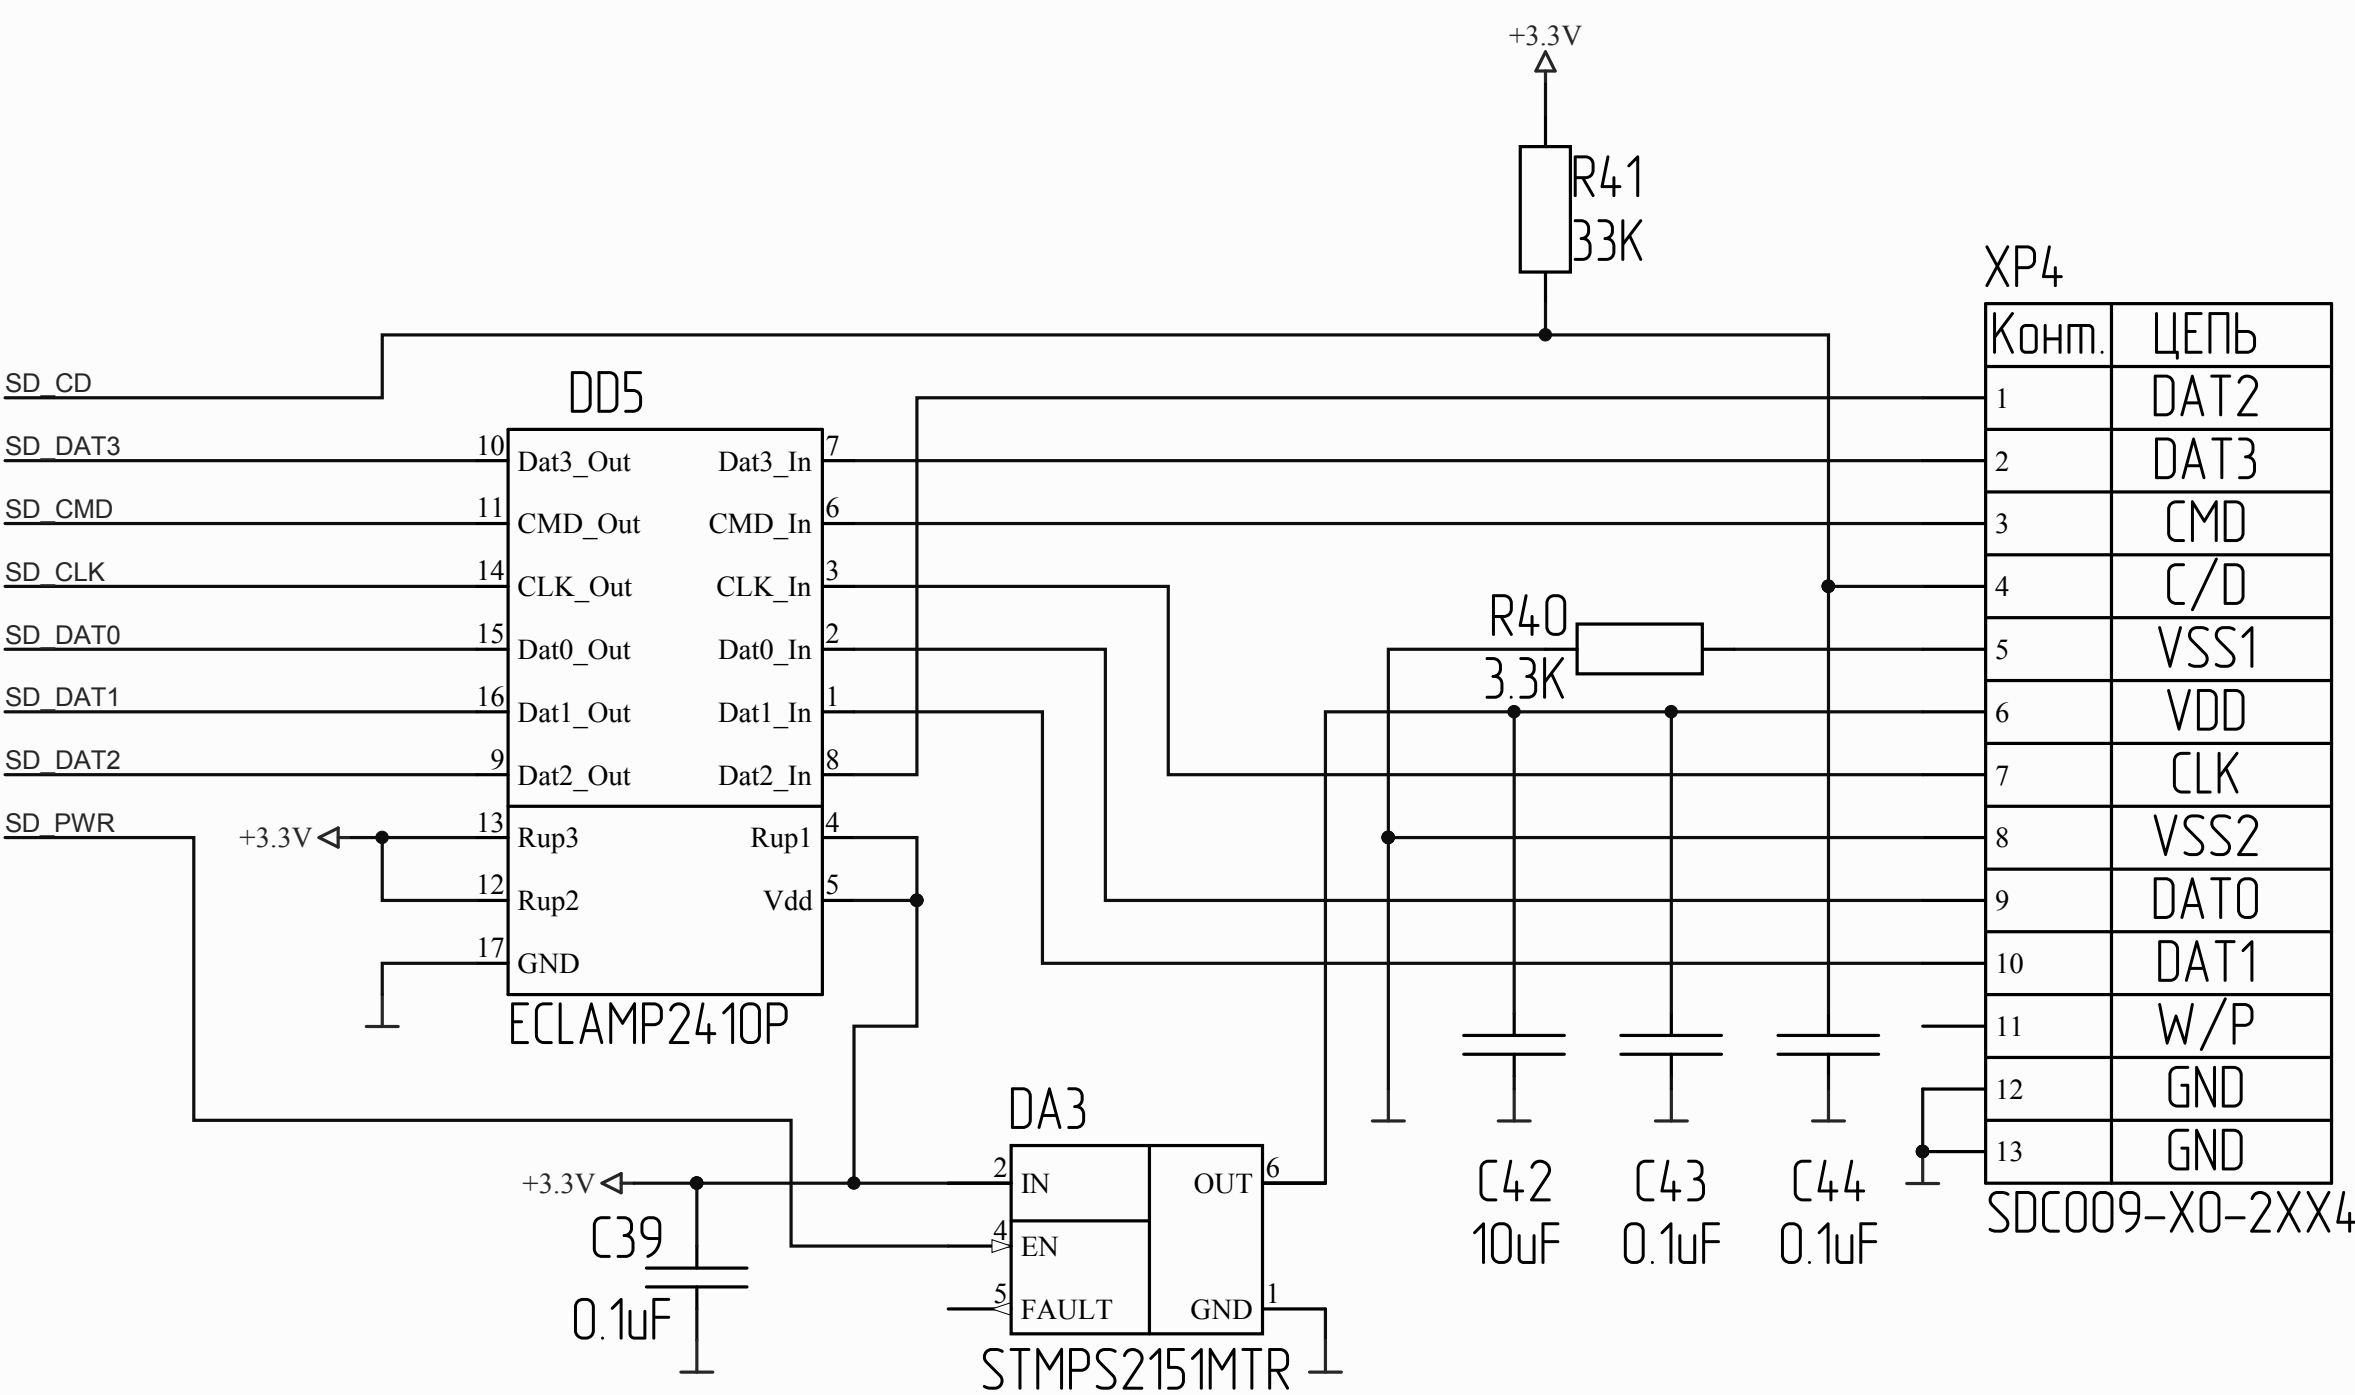 +3.3V
R41
33K
XP4
Конт. ЦЕПЬ
1 DAT2
2 DAT3
3 CMD
4 C/D
5 VSS1
6 VDD
7 CLK
8 VSS2
9 DAT0
10 DAT1
11 W/P
12 GND
13 GND
SDC009-X0-2XX4
SD_CD
SD_DAT3
SD_CMD
SD_CLK
SD_DAT0
SD_DAT1
SD_DAT2
SD_PWR
DD5
10 Dat3_Out Dat3_In 7
11 CMD_Out CMD_In 6
14 CLK_Out CLK_In 3
15 Dat0_Out Dat0_In 2
16 Dat1_Out Dat1_In 1
9 Dat2_Out Dat2_In 8
+3.3V
13 Rup3 Rup1 4
12 Rup2 Vdd 5
17 GND
ECLAMP2410P
R40
3.3K
DA3
+3.3V
2 IN OUT 6
4 EN
5 FAULT GND 1
STMPS2151MTR
C39
0.1uF
C42
10uF
C43
0.1uF
C44
0.1uF